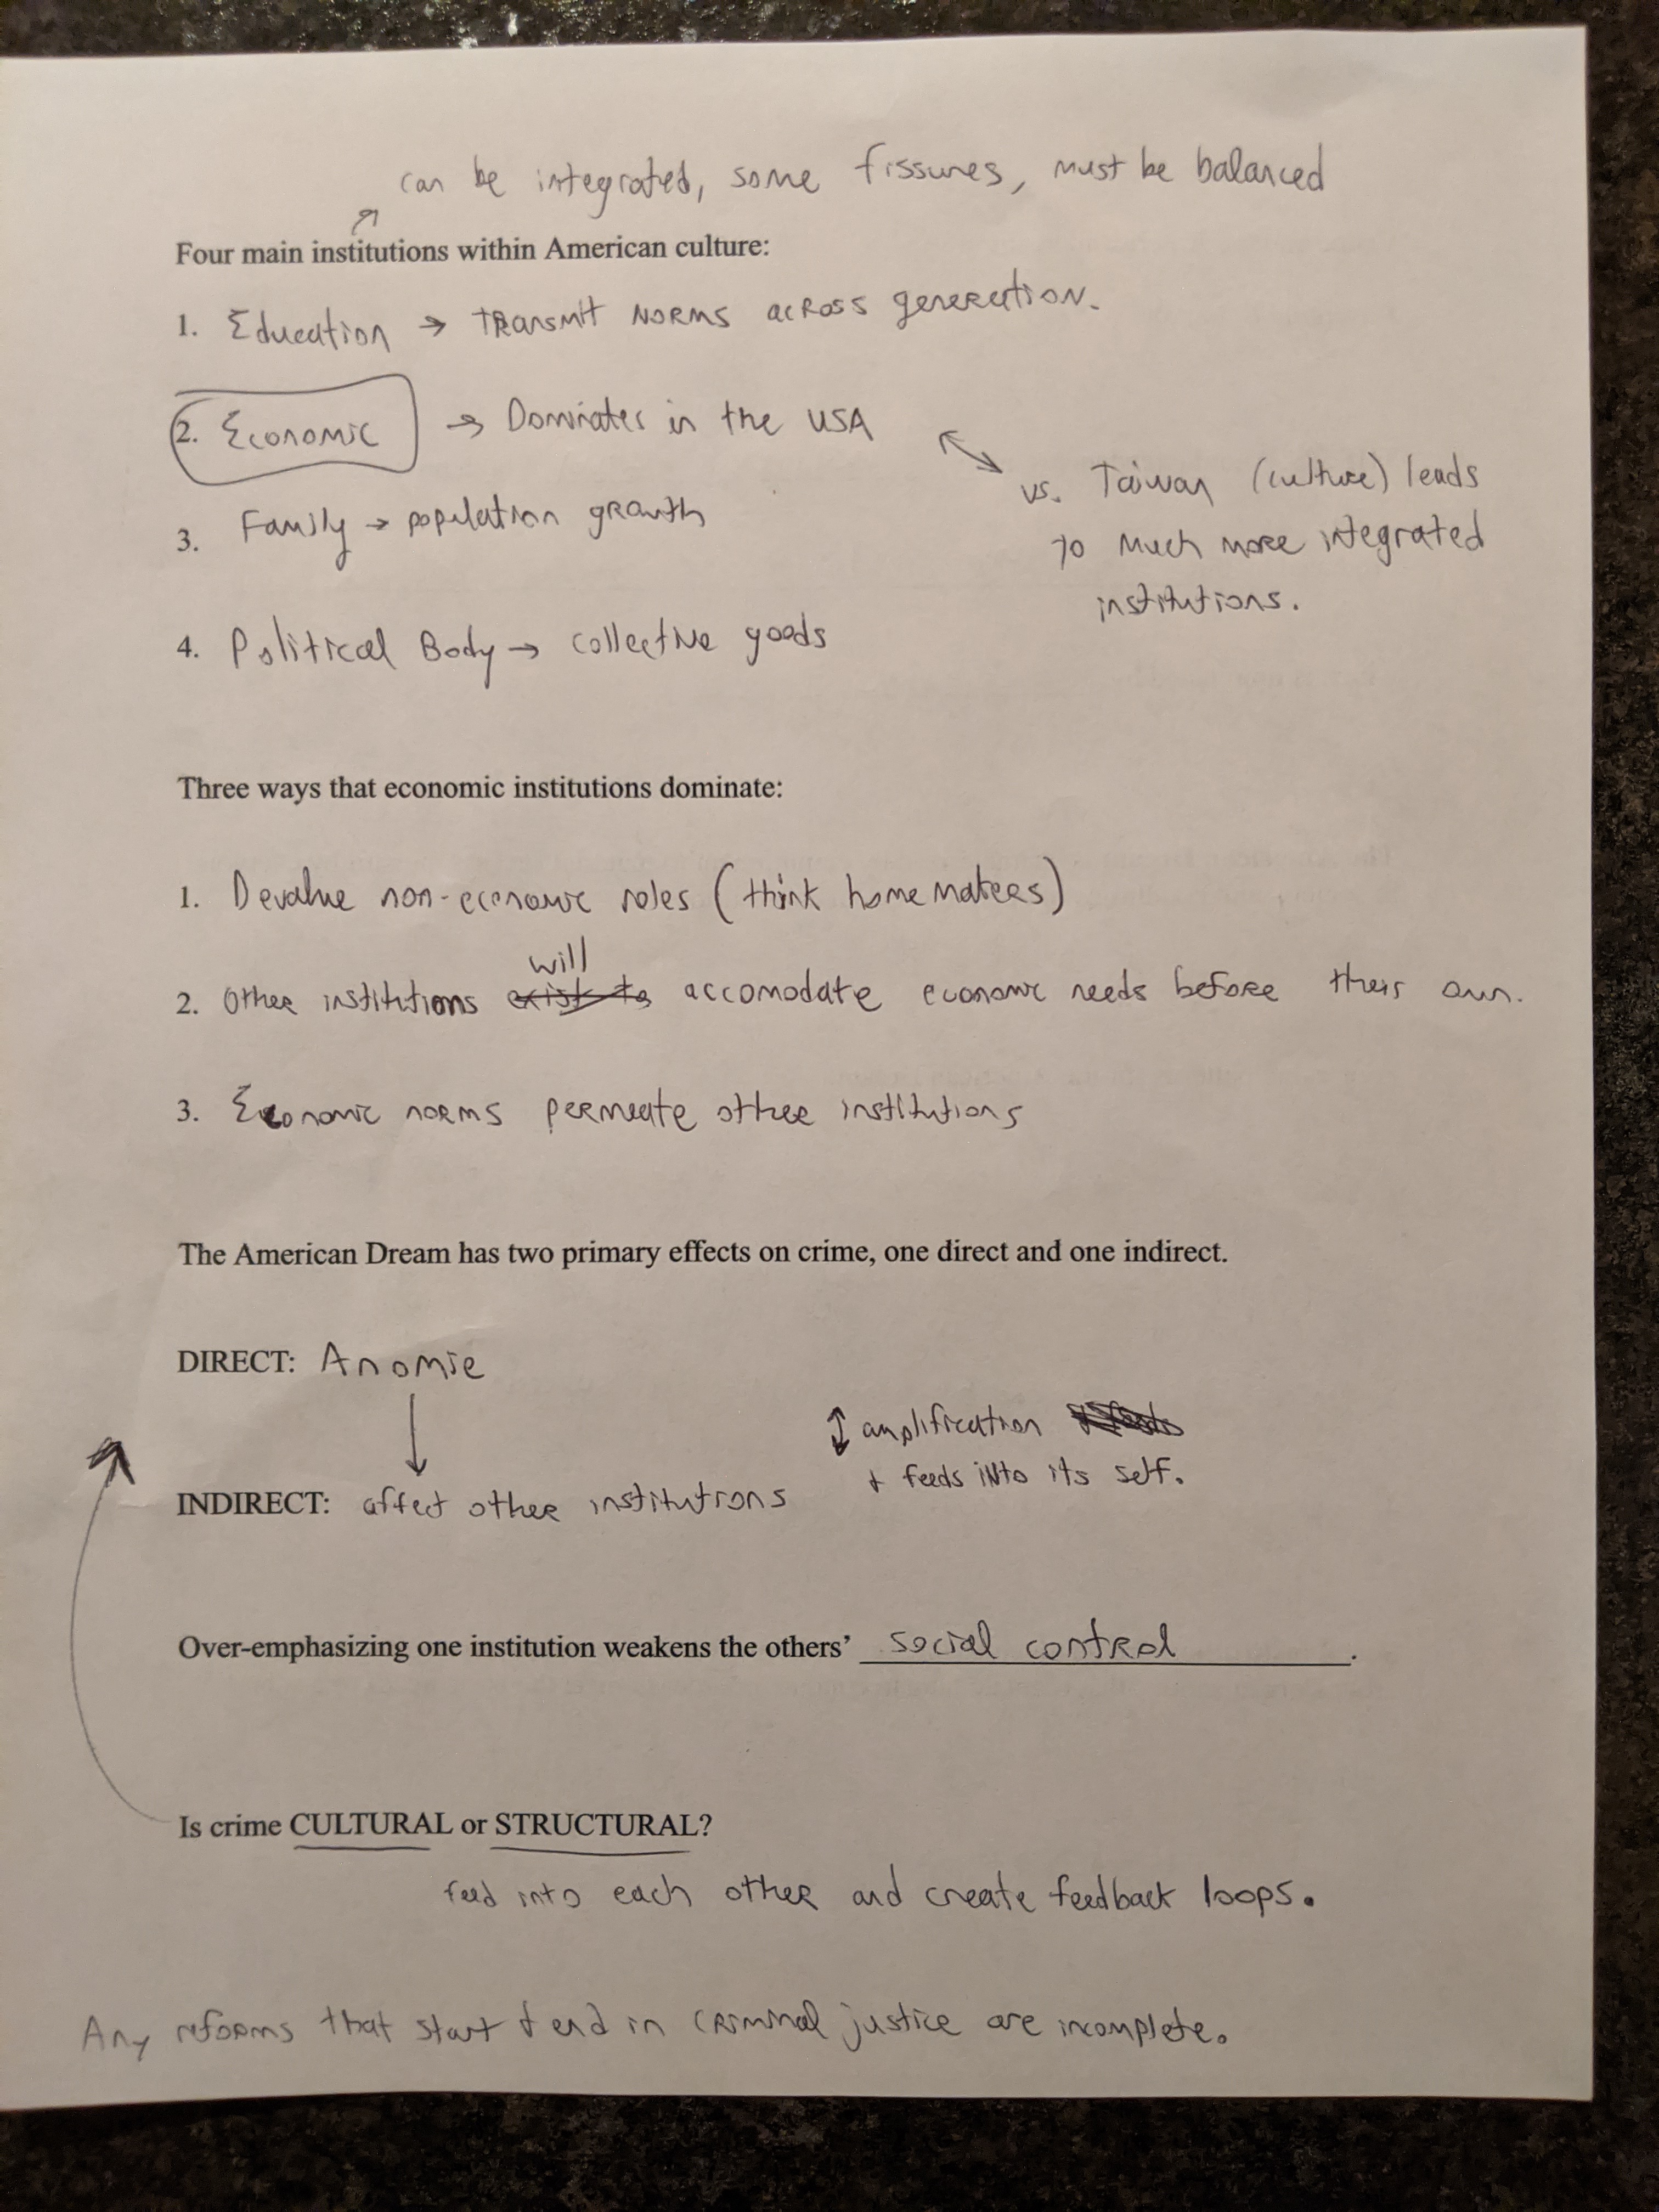 can be integrated, some fissures, must be balanced
Four main institutions within American culture:
1. Education → transmit norms across generation.
2. Economic → Dominates in the USA
vs. Taiwan (culture) leads
to much more integrated
institutions.
3. Family → population growth
4. Political Body → collective goods
Three ways that economic institutions dominate:
1. Devalue non-economic roles (think homemakers)
will
2. Other institutions exist to accomodate economic needs before their own.
3. Economic norms permeate other institutions
The American Dream has two primary effects on crime, one direct and one indirect.
DIRECT: Anomie
↕ amplification
+ feeds into its self.
INDIRECT: affect other institutions
Over-emphasizing one institution weakens the others’ social control.
Is crime CULTURAL or STRUCTURAL?
feed into each other and create feedback loops.
Any reforms that start & end in criminal justice are incomplete.